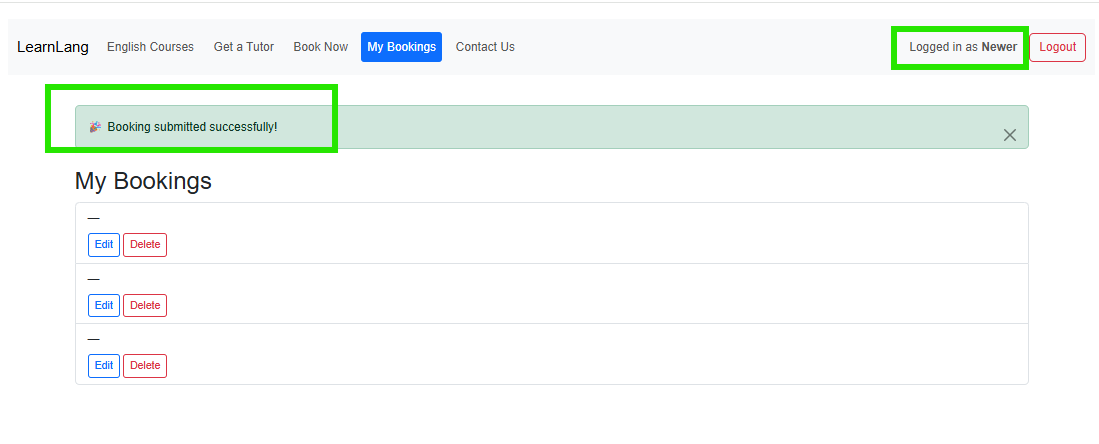 LearnLang English Courses Get a Tutor Book Now My Bookings Contact Us Logged in as Newer Logout
🎉 Booking submitted successfully!
My Bookings
—
Edit Delete
—
Edit Delete
—
Edit Delete